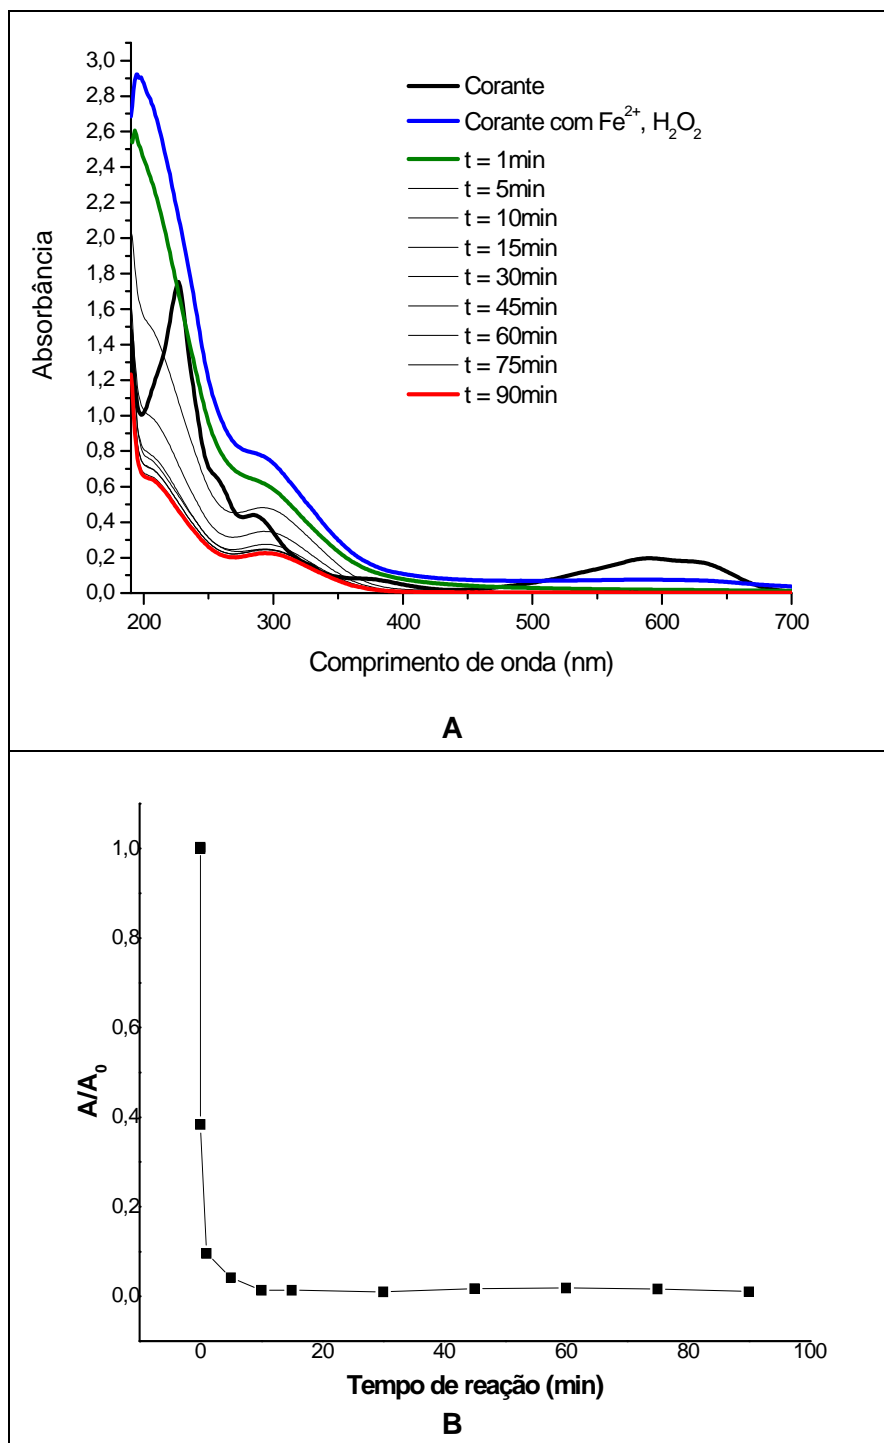 3,0
2,8
2,6
2,4
2,2
2,0
1,8
1,6
1,4
1,2
1,0
0,8
0,6
0,4
0,2
0,0
Absorbância
Corante
Corante com Fe²⁺, H₂O₂
t = 1min
t = 5min
t = 10min
t = 15min
t = 30min
t = 45min
t = 60min
t = 75min
t = 90min
200 300 400 500 600 700
Comprimento de onda (nm)
A
1,0
0,8
0,6
0,4
0,2
0,0
A/A₀
0 20 40 60 80 100
Tempo de reação (min)
B